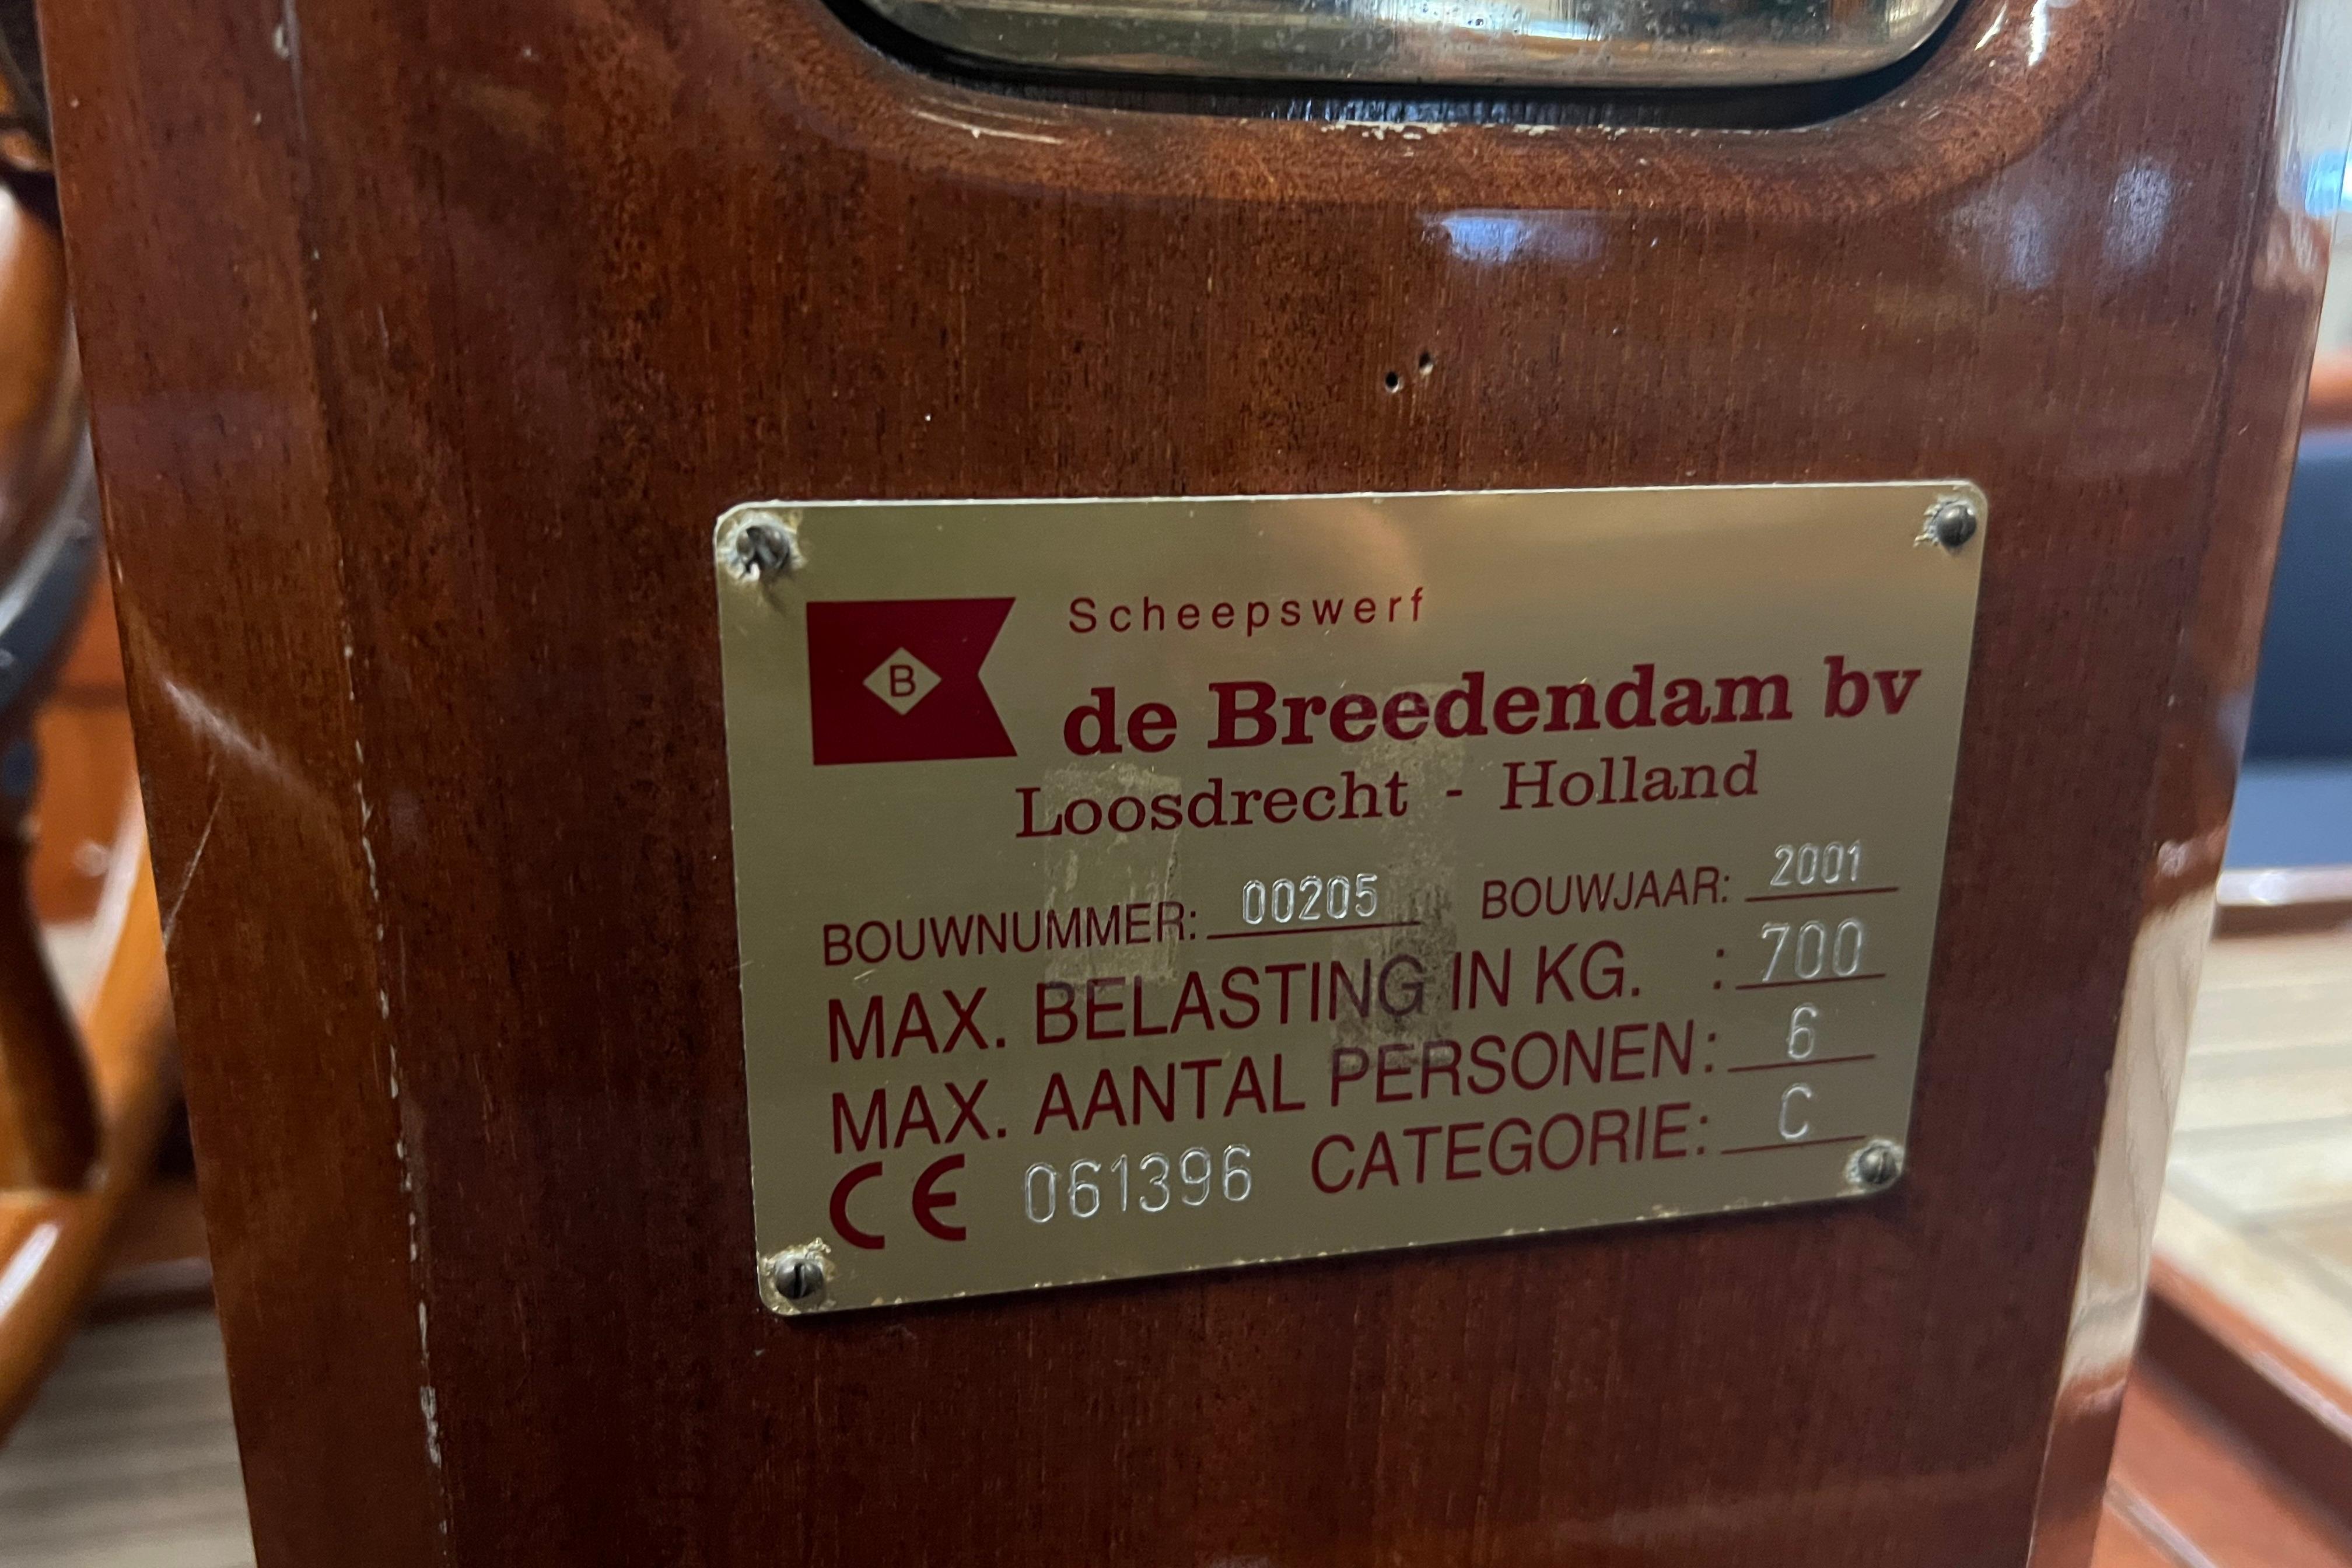 Scheepswerf
B
de Breedendam bv
Loosdrecht - Holland
BOUWNUMMER: 00205 BOUWJAAR: 2001
MAX. BELASTING IN KG. : 700
MAX. AANTAL PERSONEN: 6
CE 061396 CATEGORIE: C